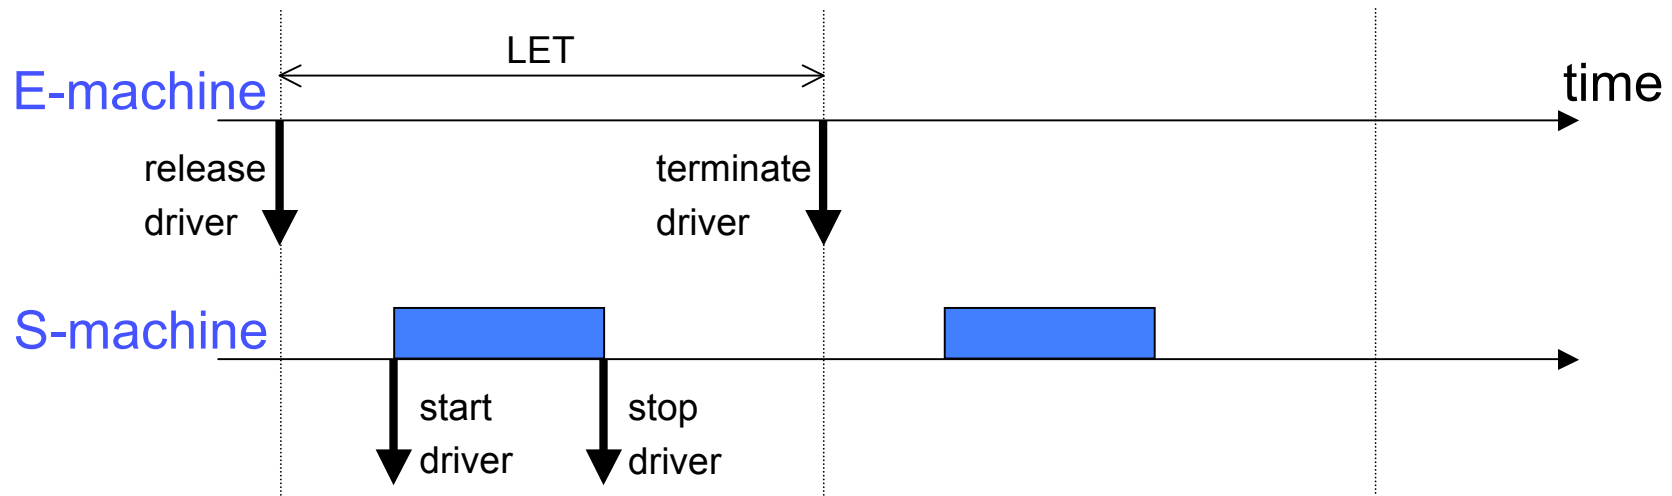 LET
E-machine
time
release
driver
terminate
driver
S-machine
start
driver
stop
driver